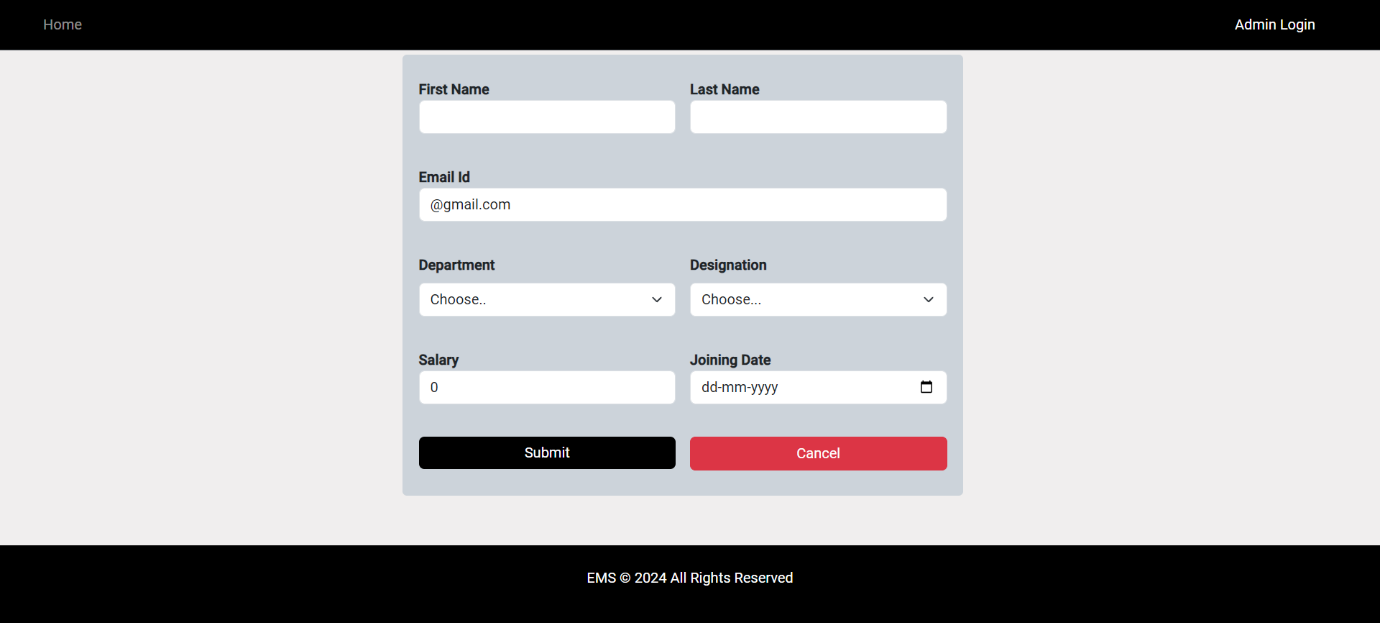 Home Admin Login
First Name Last Name
Email Id
@gmail.com
Department Designation
Choose.. Choose...
Salary Joining Date
0 dd-mm-yyyy
Submit Cancel
EMS © 2024 All Rights Reserved